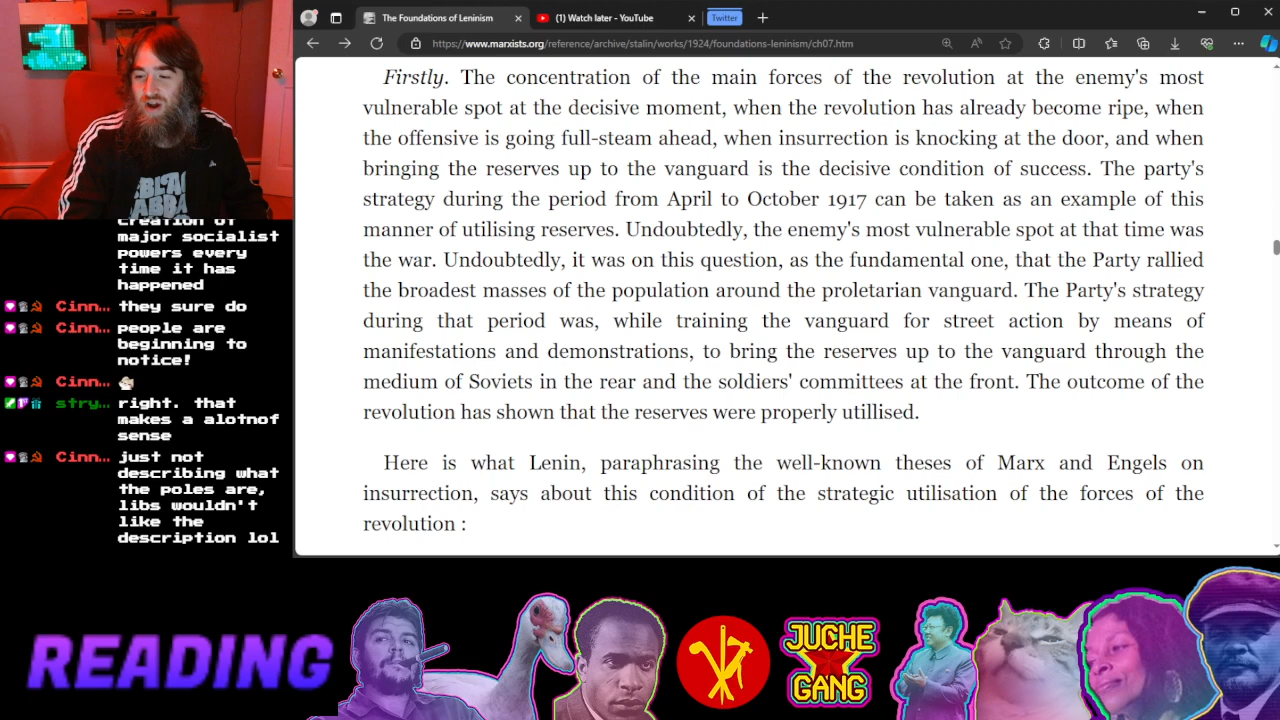 The Foundations of Leninism
(1) Watch later - YouTube
Twitter
https://www.marxists.org/reference/archive/stalin/works/1924/foundations-leninism/ch07.htm
Firstly. The concentration of the main forces of the revolution at the enemy's most
vulnerable spot at the decisive moment, when the revolution has already become ripe, when
the offensive is going full-steam ahead, when insurrection is knocking at the door, and when
bringing the reserves up to the vanguard is the decisive condition of success. The party's
strategy during the period from April to October 1917 can be taken as an example of this
manner of utilising reserves. Undoubtedly, the enemy's most vulnerable spot at that time was
the war. Undoubtedly, it was on this question, as the fundamental one, that the Party rallied
the broadest masses of the population around the proletarian vanguard. The Party's strategy
during that period was, while training the vanguard for street action by means of
manifestations and demonstrations, to bring the reserves up to the vanguard through the
medium of Soviets in the rear and the soldiers' committees at the front. The outcome of the
revolution has shown that the reserves were properly utillised.
Here is what Lenin, paraphrasing the well-known theses of Marx and Engels on
insurrection, says about this condition of the strategic utilisation of the forces of the
revolution :
creation of
major socialist
powers every
time it has
happened
Cinn... they sure do
Cinn... people are
beginning to
notice!
Cinn...
stry... right. that
makes a alotnof
sense
Cinn... just not
describing what
the poles are,
libs wouldn't
like the
description lol
READING
JUCHE
GANG